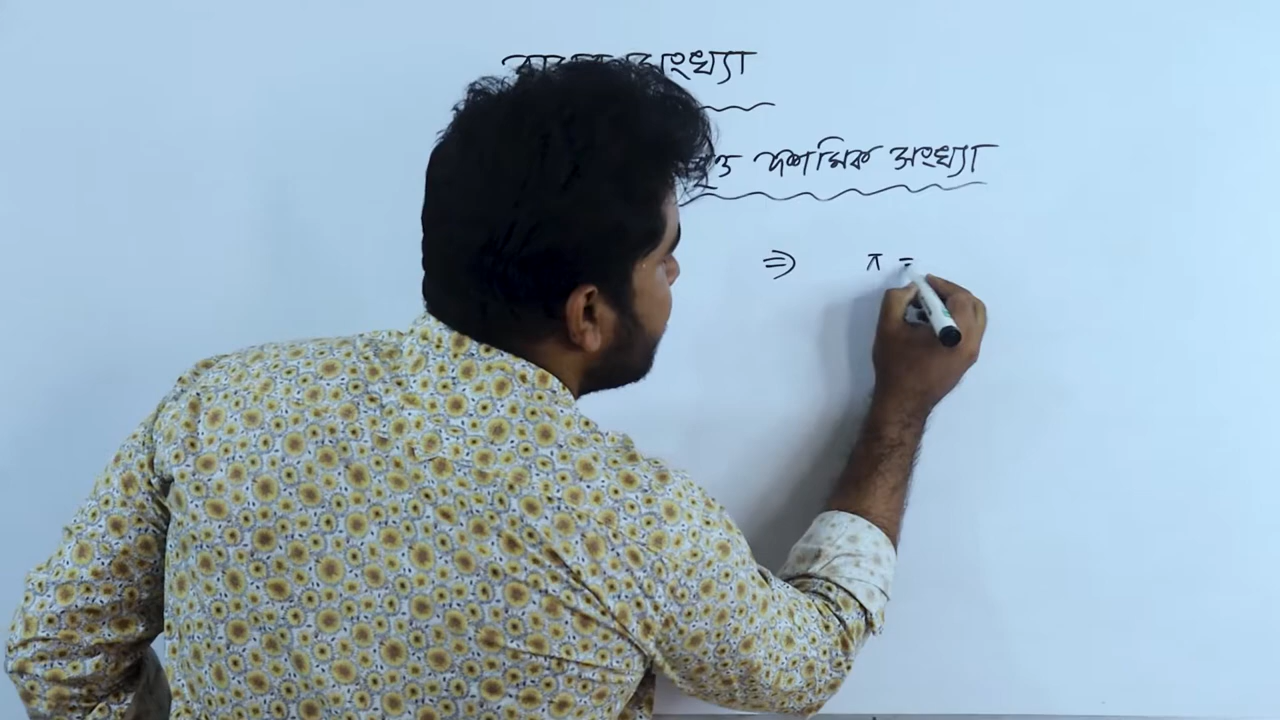 সংখ্যা
দশমিক সংখ্যা
⇒ π =